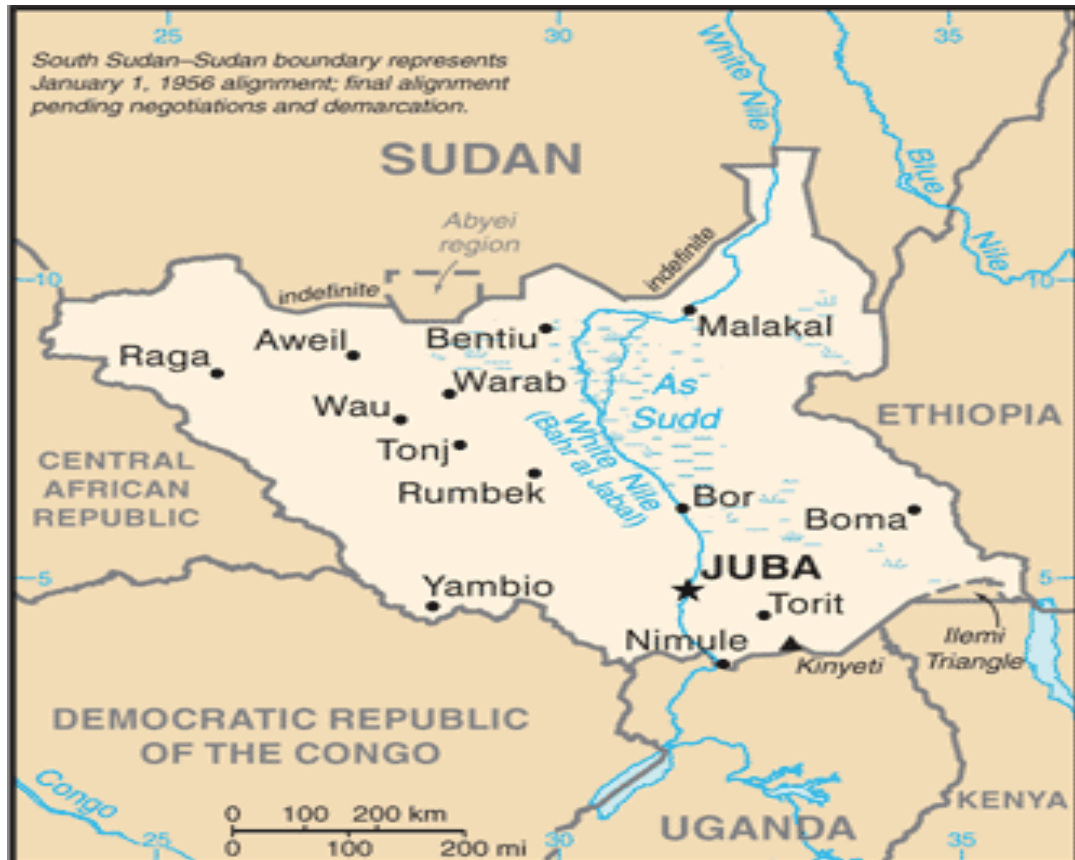 25
30
35
South Sudan–Sudan boundary represents
January 1, 1956 alignment; final alignment
pending negotiations and demarcation.
White Nile
SUDAN
Blue
Nile
Abyei
region
indefinite
10
indefinite
10
Aweil
Bentiu
Malakal
Raga
Warab
As
Sudd
Wau
ETHIOPIA
Tonj
White Nile
(Bahr al Jabal)
CENTRAL
AFRICAN
REPUBLIC
Rumbek
Bor
Boma
JUBA
5
Yambio
5
Torit
Nimule
Ilemi
Triangle
Kinyeti
DEMOCRATIC REPUBLIC
OF THE CONGO
Congo
KENYA
0 100 200 km
UGANDA
0 100 200 mi
25
30
35